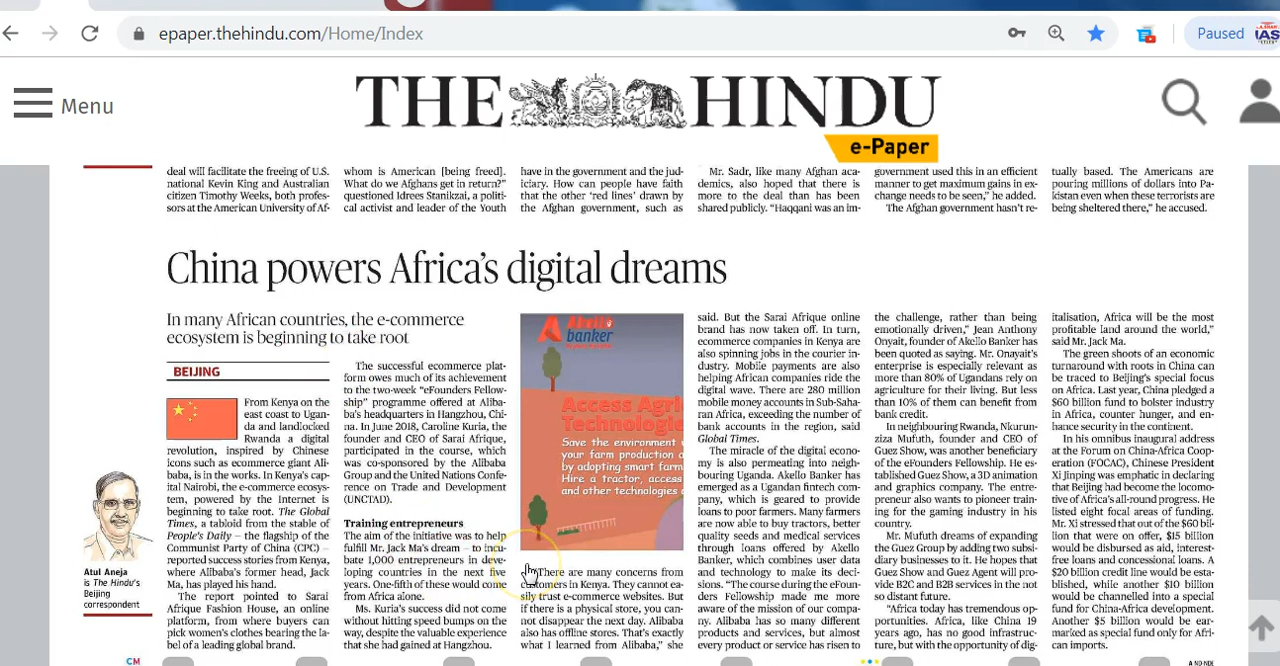 epaper.thehindu.com/Home/Index
Paused
IAS
Menu
THE HINDU
e-Paper
deal will facilitate the freeing of U.S.
national Kevin King and Australian
citizen Timothy Weeks, both profes-
sors at the American University of Af-
whom is American [being freed].
What do we Afghans get in return?”
questioned Idrees Stanikzai, a politi-
cal activist and leader of the Youth
have in the government and the jud-
iciary. How can people have faith
that the other ‘red lines’ drawn by
the Afghan government, such as
Mr. Sadr, like many Afghan aca-
demics, also hoped that there is
more to the deal than has been
shared publicly. “Haqqani was an im-
government used this in an efficient
manner to get maximum gains in ex-
change needs to be seen,” he added.
The Afghan government hasn’t re-
tually based. The Americans are
pouring millions of dollars into Pa-
kistan even when these terrorists are
being sheltered there,” he accused.
China powers Africa’s digital dreams
In many African countries, the e-commerce
ecosystem is beginning to take root
BEIJING
From Kenya on the
east coast to Ugan-
da and landlocked
Rwanda a digital
revolution, inspired by Chinese
icons such as ecommerce giant Ali-
baba, is in the works. In Kenya’s cap-
ital Nairobi, the e-commerce ecosys-
tem, powered by the Internet is
beginning to take root. The Global
Times, a tabloid from the stable of
People’s Daily – the flagship of the
Communist Party of China (CPC) –
reported success stories from Kenya,
where Alibaba’s former head, Jack
Ma, has played his hand.
The report pointed to Sarai
Afrique Fashion House, an online
platform, from where buyers can
pick women’s clothes bearing the la-
bel of a leading global brand.
Atul Aneja
is The Hindu’s
Beijing
correspondent
The successful ecommerce plat-
form owes much of its achievement
to the two-week “eFounders Fellow-
ship” programme offered at Aliba-
ba’s headquarters in Hangzhou, Chi-
na. In June 2018, Caroline Kuria, the
founder and CEO of Sarai Afrique,
participated in the course, which
was co-sponsored by the Alibaba
Group and the United Nations Confe-
rence on Trade and Development
(UNCTAD).
Training entrepreneurs
The aim of the initiative was to help
fulfill Mr. Jack Ma’s dream – to incu-
bate 1,000 entrepreneurs in deve-
loping countries in the next five
years. One-fifth of these would come
from Africa alone.
Ms. Kuria’s success did not come
without hitting speed bumps on the
way, despite the valuable experience
that she had gained at Hangzhou.
Akello
banker
Access Agri
Technologie
Save the environment
your farm production a
by adopting smart farm
Hire a tractor, access
and other technologies
“There are many concerns from
customers in Kenya. They cannot ea-
sily trust e-commerce websites. But
if there is a physical store, you can-
not disappear the next day. Alibaba
also has offline stores. That’s exactly
what I learned from Alibaba,” she
said. But the Sarai Afrique online
brand has now taken off. In turn,
ecommerce companies in Kenya are
also spinning jobs in the courier in-
dustry. Mobile payments are also
helping African companies ride the
digital wave. There are 280 million
mobile money accounts in Sub-Saha-
ran Africa, exceeding the number of
bank accounts in the region, said
Global Times.
The miracle of the digital econo-
my is also permeating into neigh-
bouring Uganda. Akello Banker has
emerged as a Ugandan fintech com-
pany, which is geared to provide
loans to poor farmers. Many farmers
are now able to buy tractors, better
quality seeds and medical services
through loans offered by Akello
Banker, which combines user data
and technology to make its deci-
sions. “The course during the eFoun-
ders Fellowship made me more
aware of the mission of our compa-
ny. Alibaba has so many different
products and services, but almost
every product or service has risen to
the challenge, rather than being
emotionally driven,” Jean Anthony
Onyait, founder of Akello Banker has
been quoted as saying. Mr. Onayait’s
enterprise is especially relevant as
more than 80% of Ugandans rely on
agriculture for their living. But less
than 10% of them can benefit from
bank credit.
In neighbouring Rwanda, Nkurun-
ziza Mufuth, founder and CEO of
Guez Show, was another beneficiary
of the eFounders Fellowship. He es-
tablished Guez Show, a 3D animation
and graphics company. The entre-
preneur also wants to pioneer train-
ing for the gaming industry in his
country.
Mr. Mufuth dreams of expanding
the Guez Group by adding two subsi-
diary businesses to it. He hopes that
Guez Show and Guez Agent will pro-
vide B2C and B2B services in the not
so distant future.
“Africa today has tremendous op-
portunities. Africa, like China 19
years ago, has no good infrastruc-
ture, but with the opportunity of dig-
italisation, Africa will be the most
profitable land around the world,”
said Mr. Jack Ma.
The green shoots of an economic
turnaround with roots in China can
be traced to Beijing’s special focus
on Africa. Last year, China pledged a
$60 billion fund to bolster industry
in Africa, counter hunger, and en-
hance security in the continent.
In his omnibus inaugural address
at the Forum on China-Africa Coop-
eration (FOCAC), Chinese President
Xi Jinping was emphatic in declaring
that Beijing had become the locomo-
tive of Africa’s all-round progress. He
listed eight focal areas of funding.
Mr. Xi stressed that out of the $60 bil-
lion that were on offer, $15 billion
would be disbursed as aid, interest-
free loans and concessional loans. A
$20 billion credit line would be esta-
blished, while another $10 billion
would be channelled into a special
fund for China-Africa development.
Another $5 billion would be ear-
marked as special fund only for Afri-
can imports.
CM
A ND-NDE